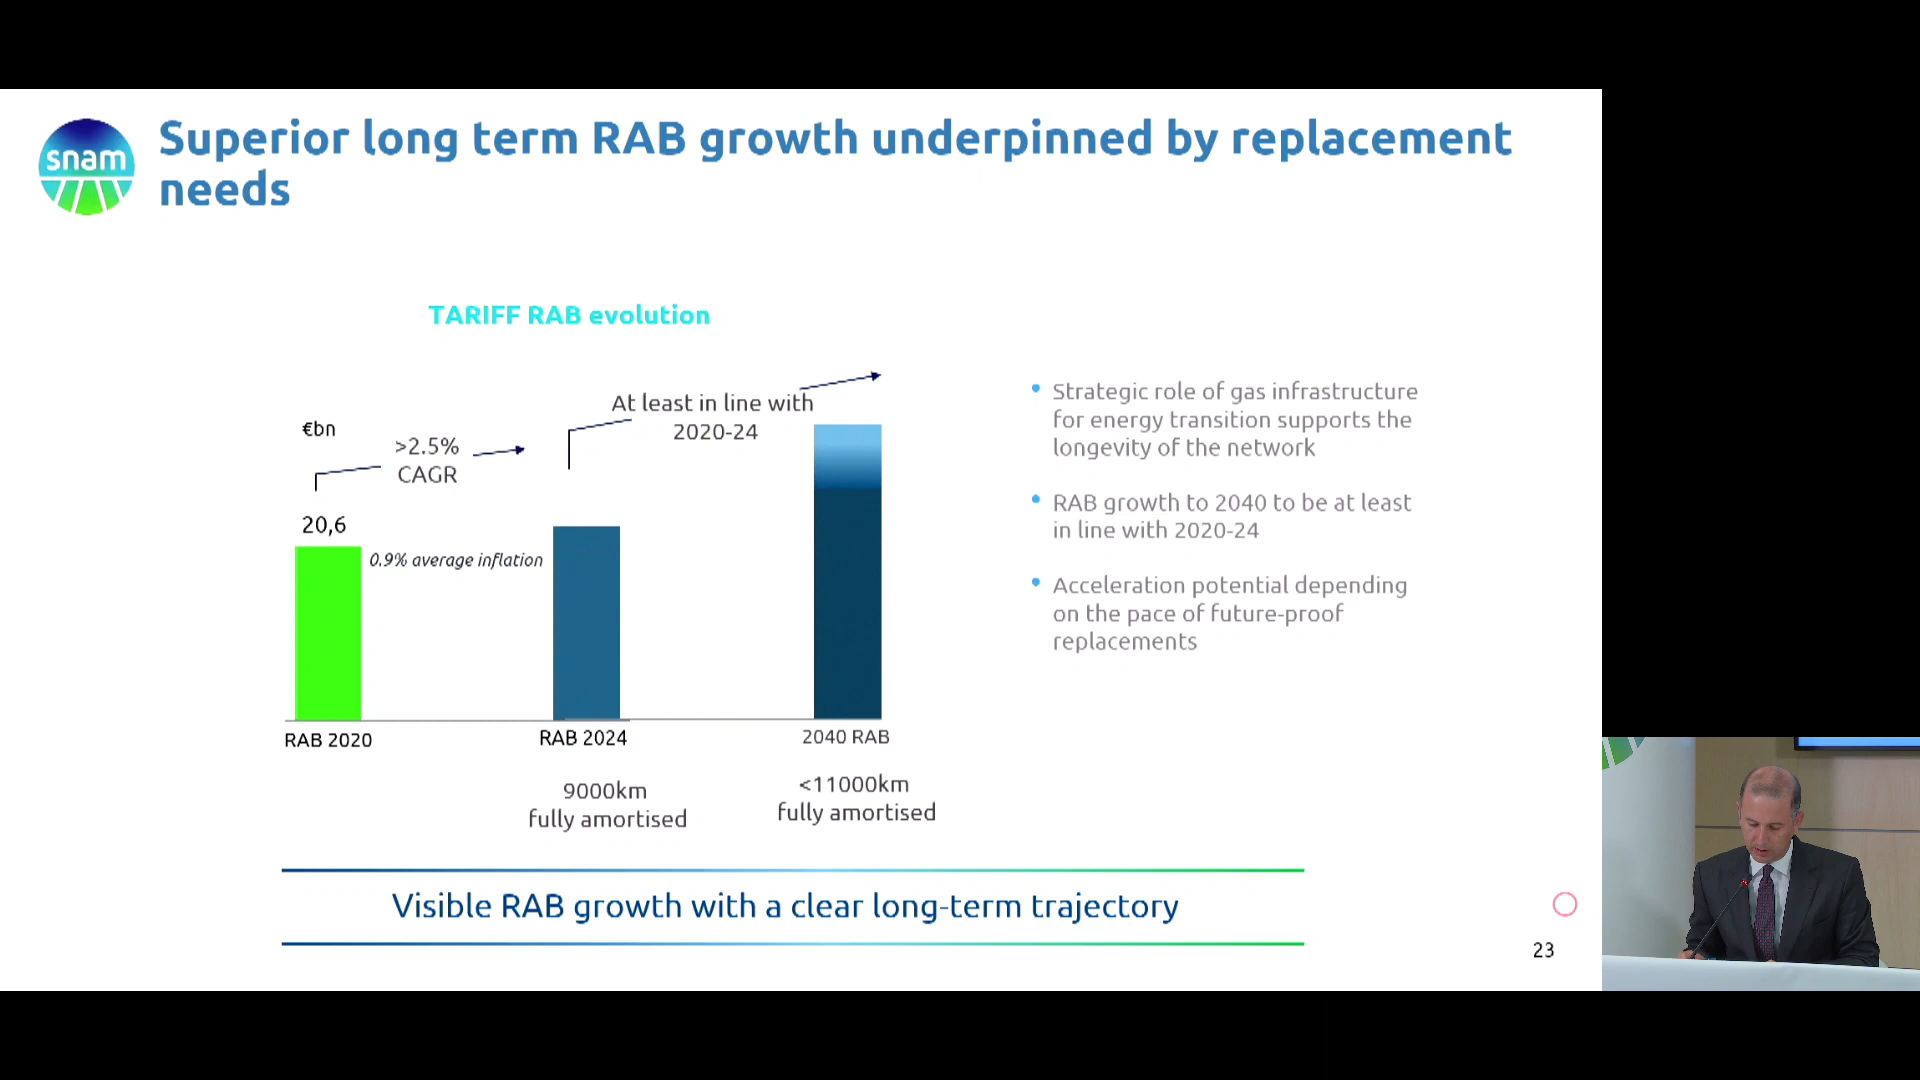 snam
Superior long term RAB growth underpinned by replacement
needs
TARIFF RAB evolution
€bn
>2.5%
CAGR
At least in line with
2020-24
20,6
0.9% average inflation
RAB 2020
RAB 2024
2040 RAB
9000km
fully amortised
<11000km
fully amortised
• Strategic role of gas infrastructure
for energy transition supports the
longevity of the network
• RAB growth to 2040 to be at least
in line with 2020-24
• Acceleration potential depending
on the pace of future-proof
replacements
Visible RAB growth with a clear long-term trajectory
23